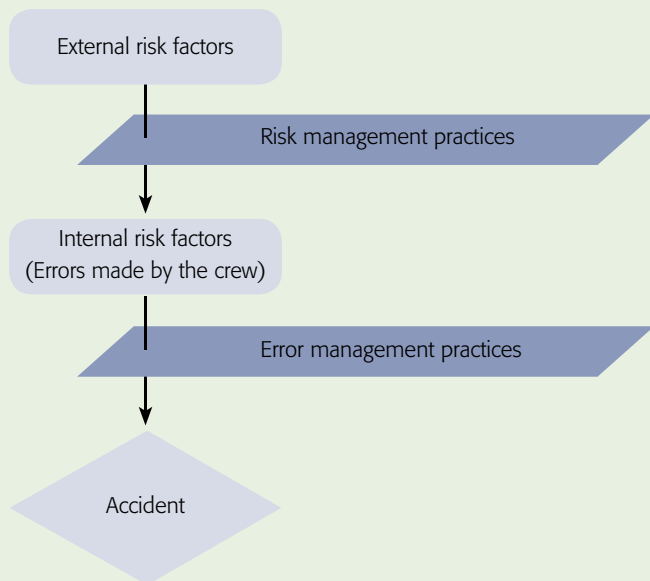 External risk factors
Risk management practices
Internal risk factors
(Errors made by the crew)
Error management practices
Accident